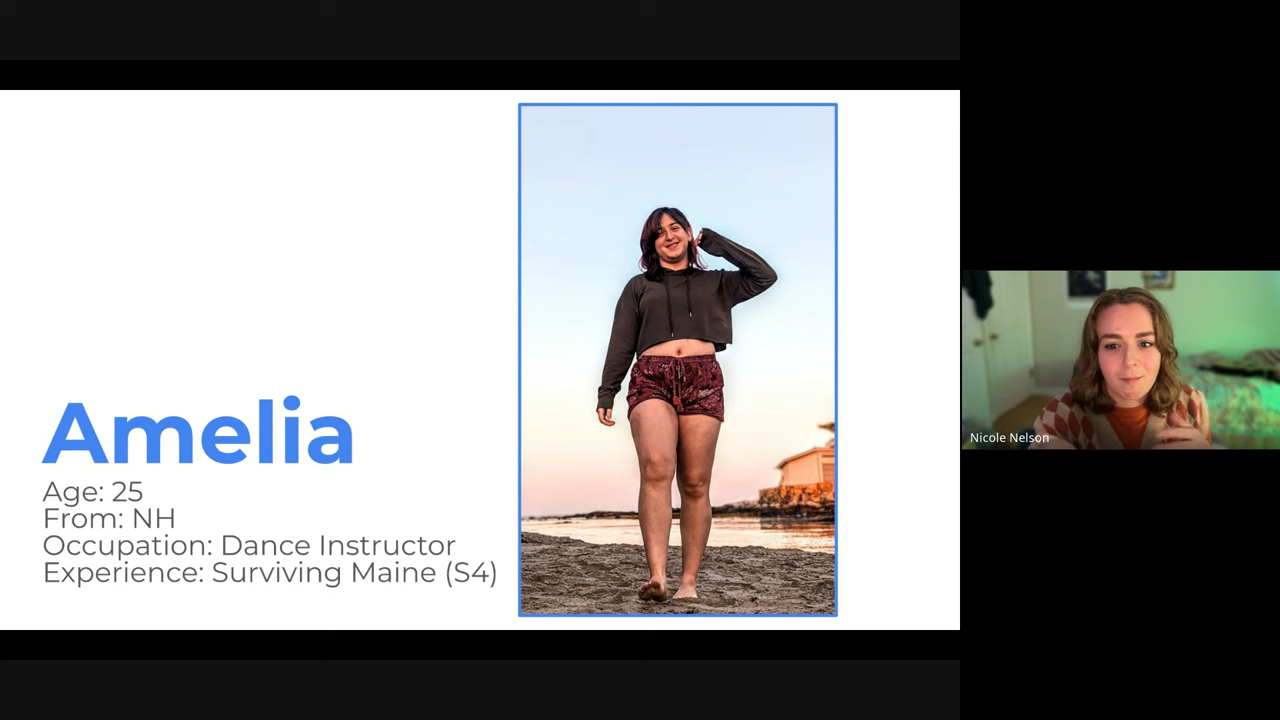 Amelia
Age: 25
From: NH
Occupation: Dance Instructor
Experience: Surviving Maine (S4)
Nicole Nelson